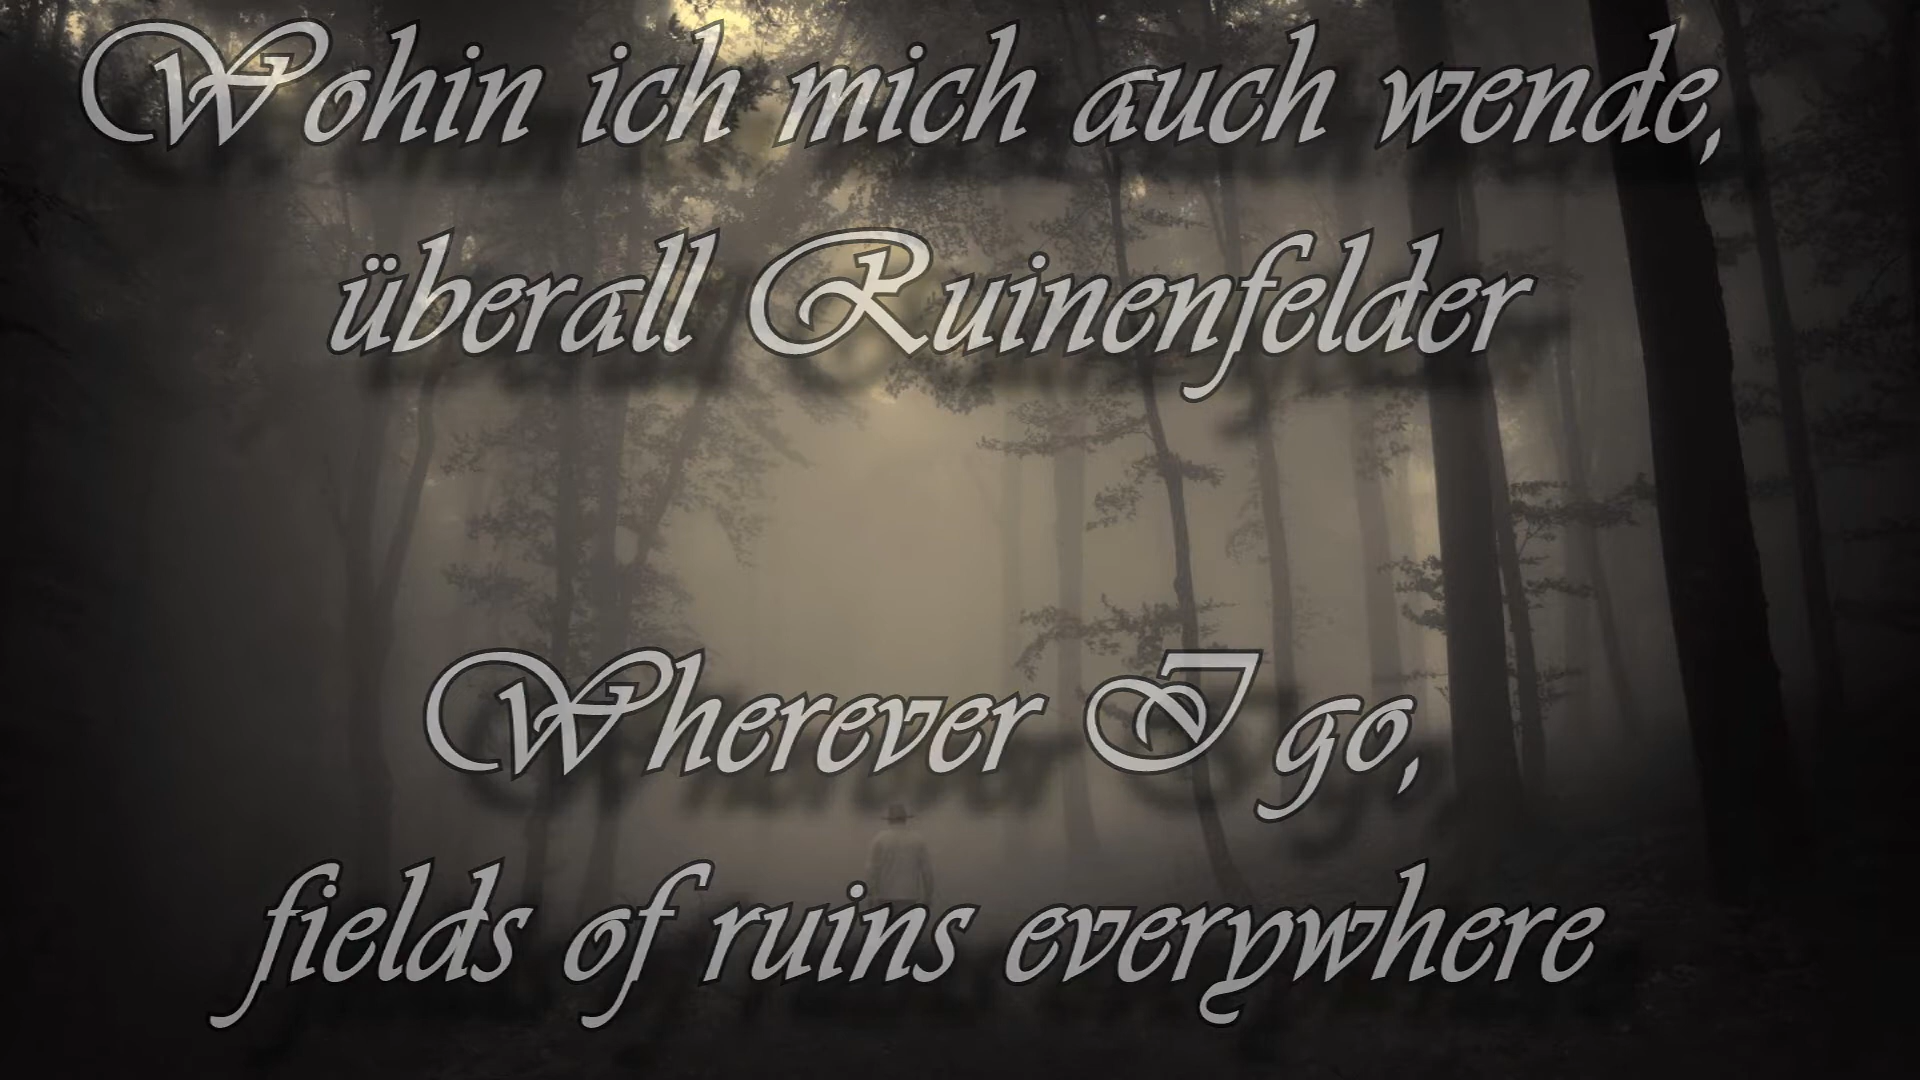 Wohin ich mich auch wende,
überall Ruinenfelder
Wherever I go,
fields of ruins everywhere